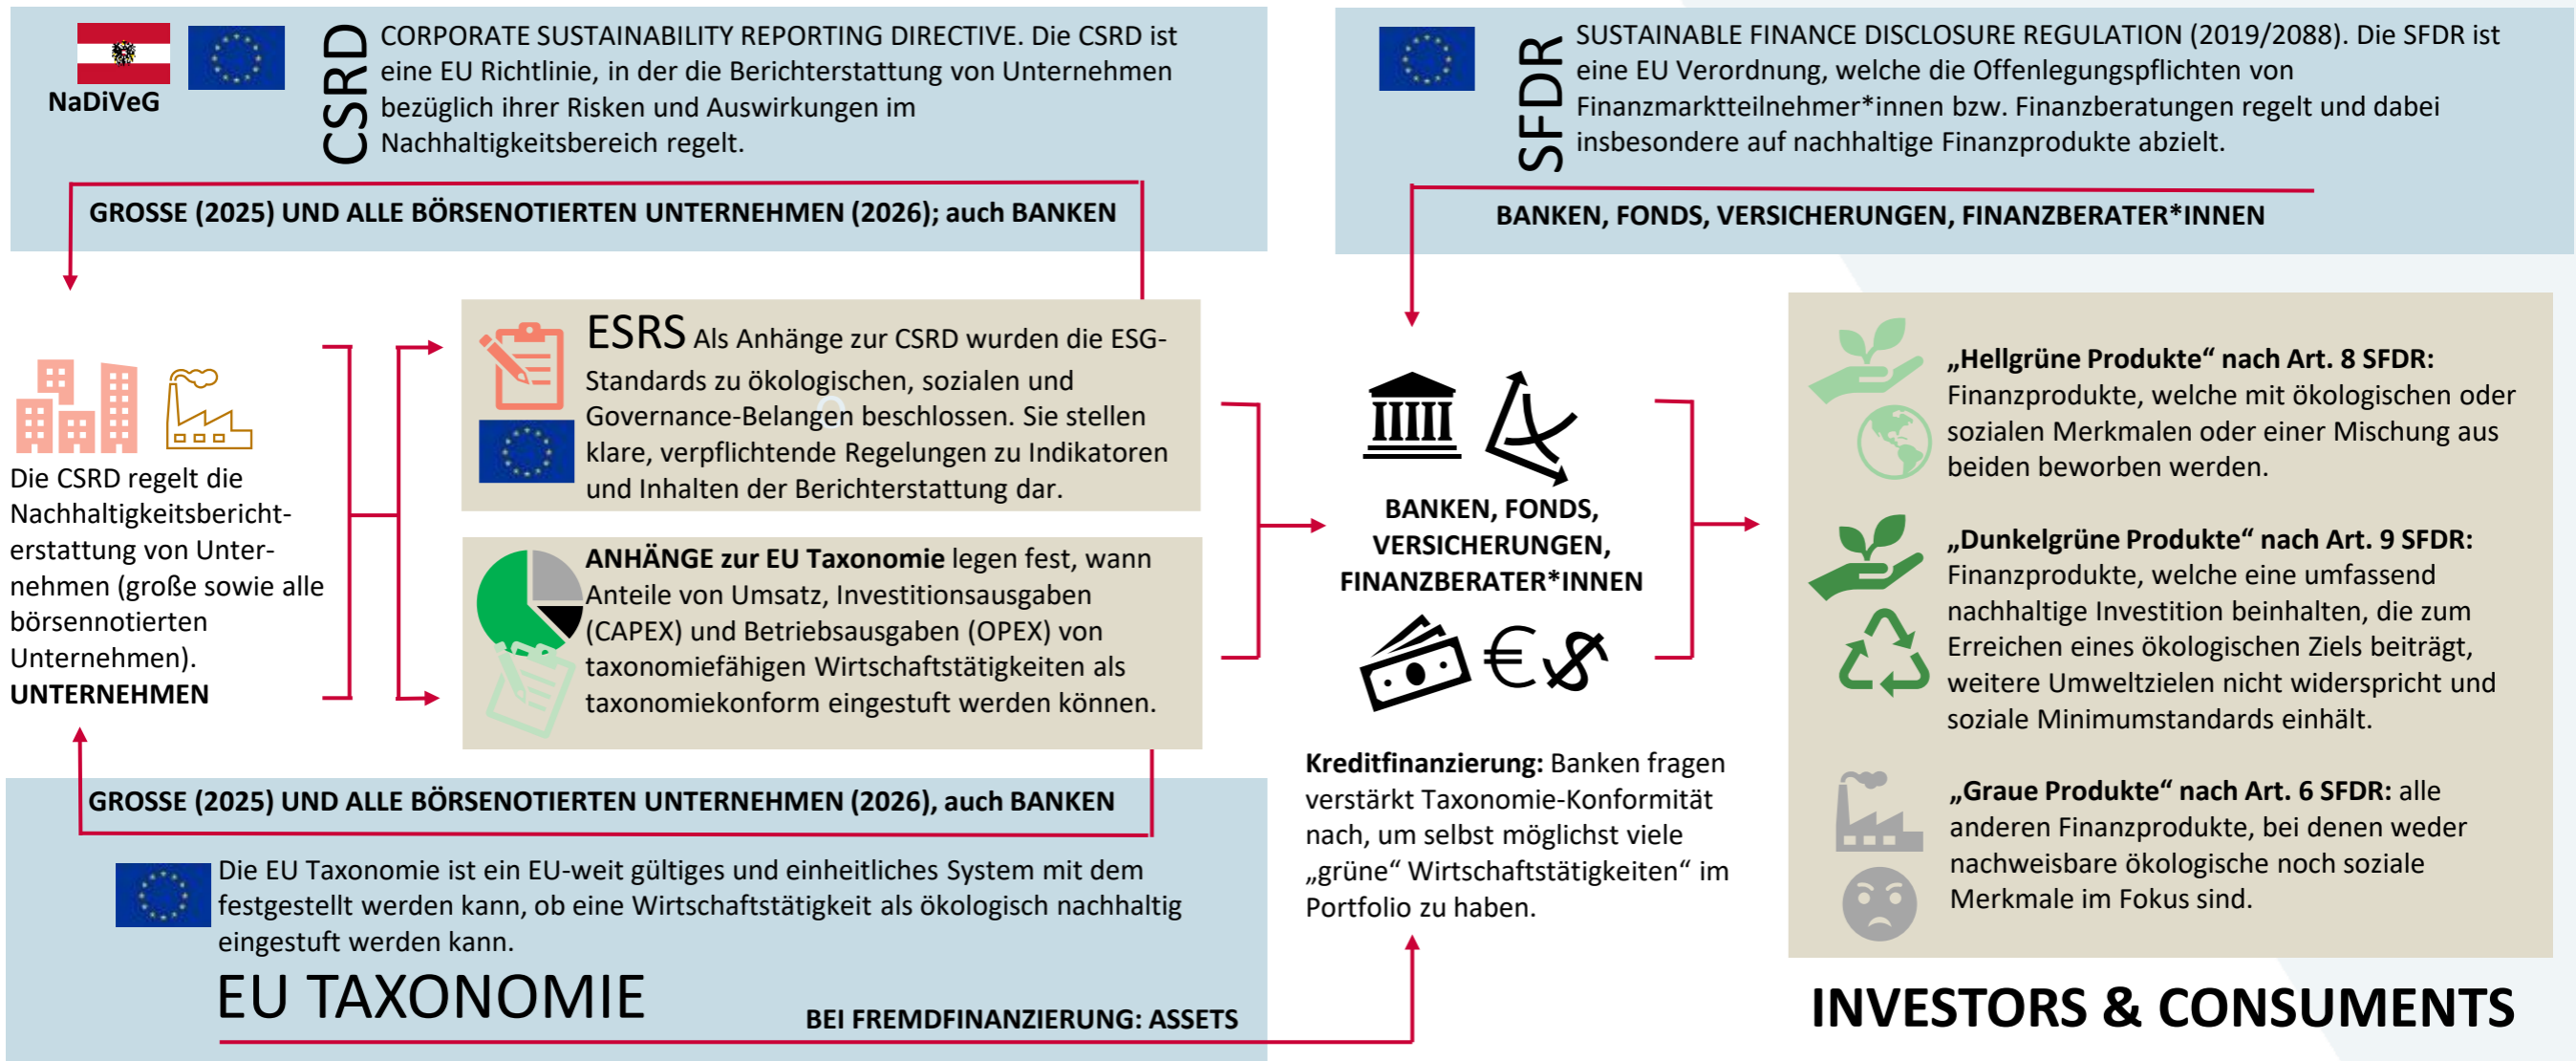 NaDiVeG
CSRD
CORPORATE SUSTAINABILITY REPORTING DIRECTIVE. Die CSRD ist
eine EU Richtlinie, in der die Berichterstattung von Unternehmen
bezüglich ihrer Risken und Auswirkungen im
Nachhaltigkeitsbereich regelt.
GROSSE (2025) UND ALLE BÖRSENOTIERTEN UNTERNEHMEN (2026); auch BANKEN
SFDR
SUSTAINABLE FINANCE DISCLOSURE REGULATION (2019/2088). Die SFDR ist
eine EU Verordnung, welche die Offenlegungspflichten von
Finanzmarktteilnehmer*innen bzw. Finanzberatungen regelt und dabei
insbesondere auf nachhaltige Finanzprodukte abzielt.
BANKEN, FONDS, VERSICHERUNGEN, FINANZBERATER*INNEN
Die CSRD regelt die
Nachhaltigkeitsbericht-
erstattung von Unter-
nehmen (große sowie alle
börsennotierten
Unternehmen).
UNTERNEHMEN
ESRS Als Anhänge zur CSRD wurden die ESG-
Standards zu ökologischen, sozialen und
Governance-Belangen beschlossen. Sie stellen
klare, verpflichtende Regelungen zu Indikatoren
und Inhalten der Berichterstattung dar.
ANHÄNGE zur EU Taxonomie legen fest, wann
Anteile von Umsatz, Investitionsausgaben
(CAPEX) und Betriebsausgaben (OPEX) von
taxonomiefähigen Wirtschaftstätigkeiten als
taxonomiekonform eingestuft werden können.
GROSSE (2025) UND ALLE BÖRSENOTIERTEN UNTERNEHMEN (2026), auch BANKEN
Die EU Taxonomie ist ein EU-weit gültiges und einheitliches System mit dem
festgestellt werden kann, ob eine Wirtschaftstätigkeit als ökologisch nachhaltig
eingestuft werden kann.
EU TAXONOMIE
BEI FREMDFINANZIERUNG: ASSETS
BANKEN, FONDS,
VERSICHERUNGEN,
FINANZBERATER*INNEN
€ $
Kreditfinanzierung: Banken fragen
verstärkt Taxonomie-Konformität
nach, um selbst möglichst viele
„grüne“ Wirtschaftstätigkeiten“ im
Portfolio zu haben.
„Hellgrüne Produkte“ nach Art. 8 SFDR:
Finanzprodukte, welche mit ökologischen oder
sozialen Merkmalen oder einer Mischung aus
beiden beworben werden.
„Dunkelgrüne Produkte“ nach Art. 9 SFDR:
Finanzprodukte, welche eine umfassend
nachhaltige Investition beinhalten, die zum
Erreichen eines ökologischen Ziels beiträgt,
weitere Umweltzielen nicht widerspricht und
soziale Minimumstandards einhält.
„Graue Produkte“ nach Art. 6 SFDR: alle
anderen Finanzprodukte, bei denen weder
nachweisbare ökologische noch soziale
Merkmale im Fokus sind.
INVESTORS & CONSUMENTS